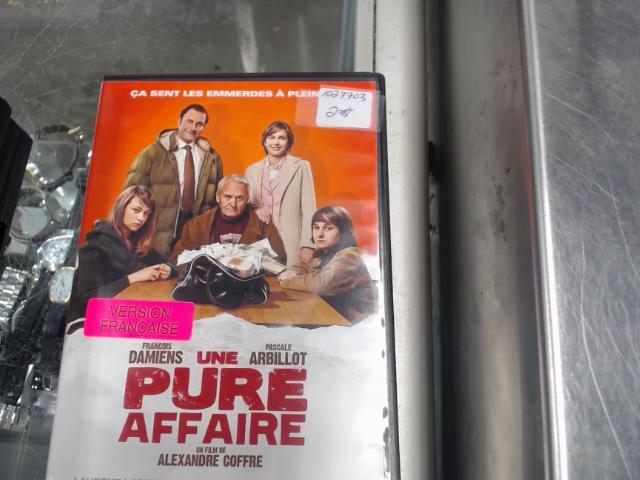 ÇA SENT LES EMMERDES À PLEIN
1027703
2$
VERSION
FRANÇAISE
FRANÇOIS
DAMIENS
PASCALE
ARBILLOT
UNE
PURE
AFFAIRE
UN FILM DE
ALEXANDRE COFFRE